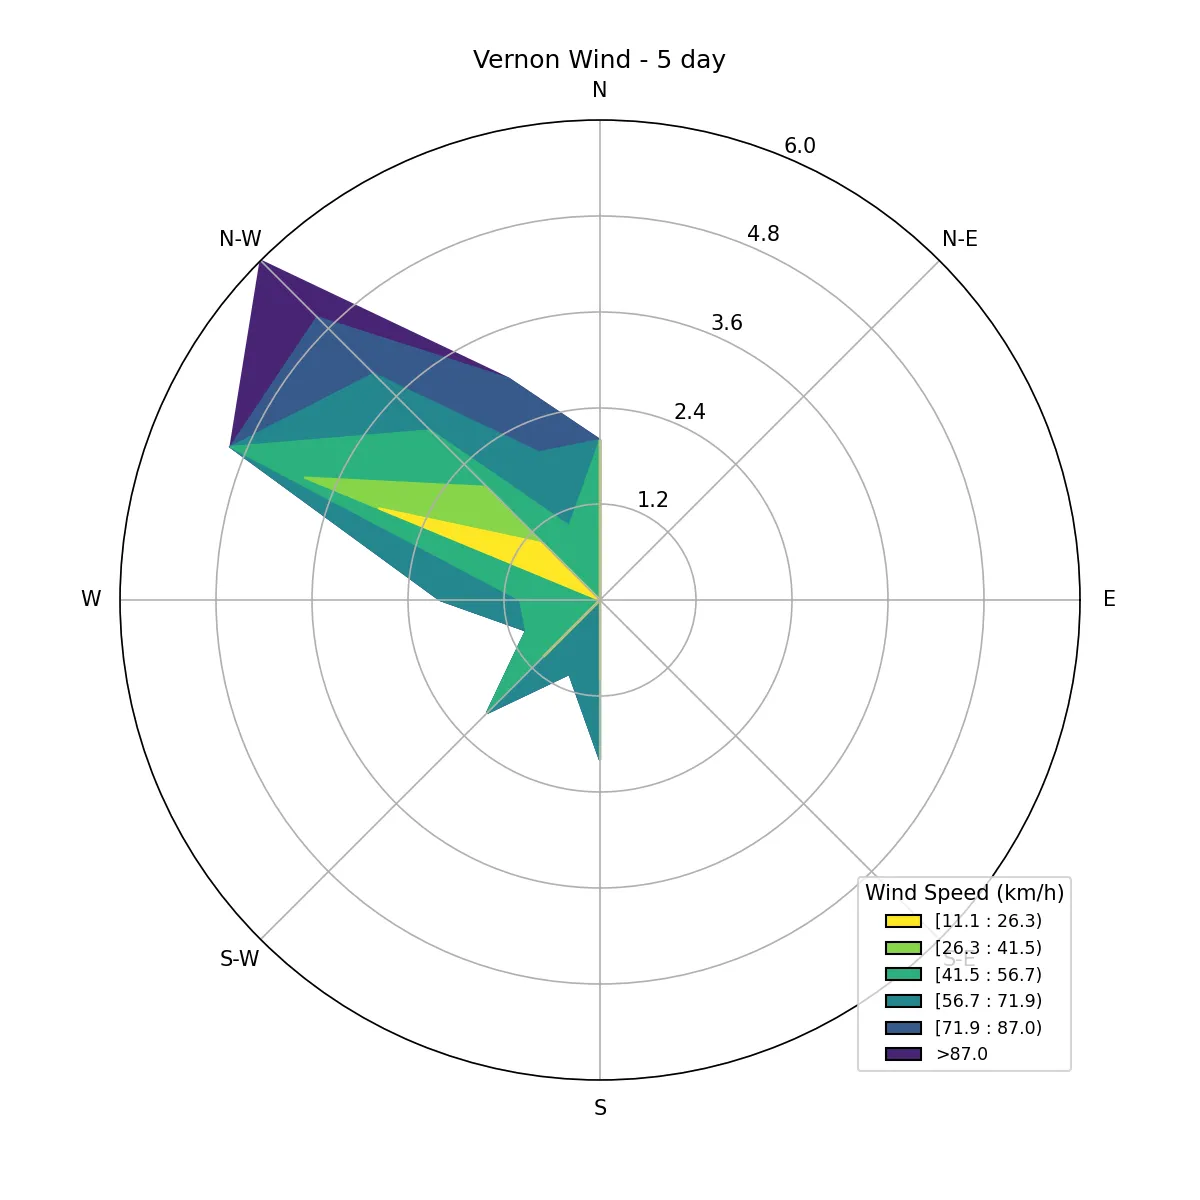 Vernon Wind - 5 day
N
6.0
N-W
N-E
4.8
3.6
2.4
1.2
W
E
S-W
S-E
Wind Speed (km/h)
[11.1 : 26.3)
[26.3 : 41.5)
[41.5 : 56.7)
[56.7 : 71.9)
[71.9 : 87.0)
>87.0
S